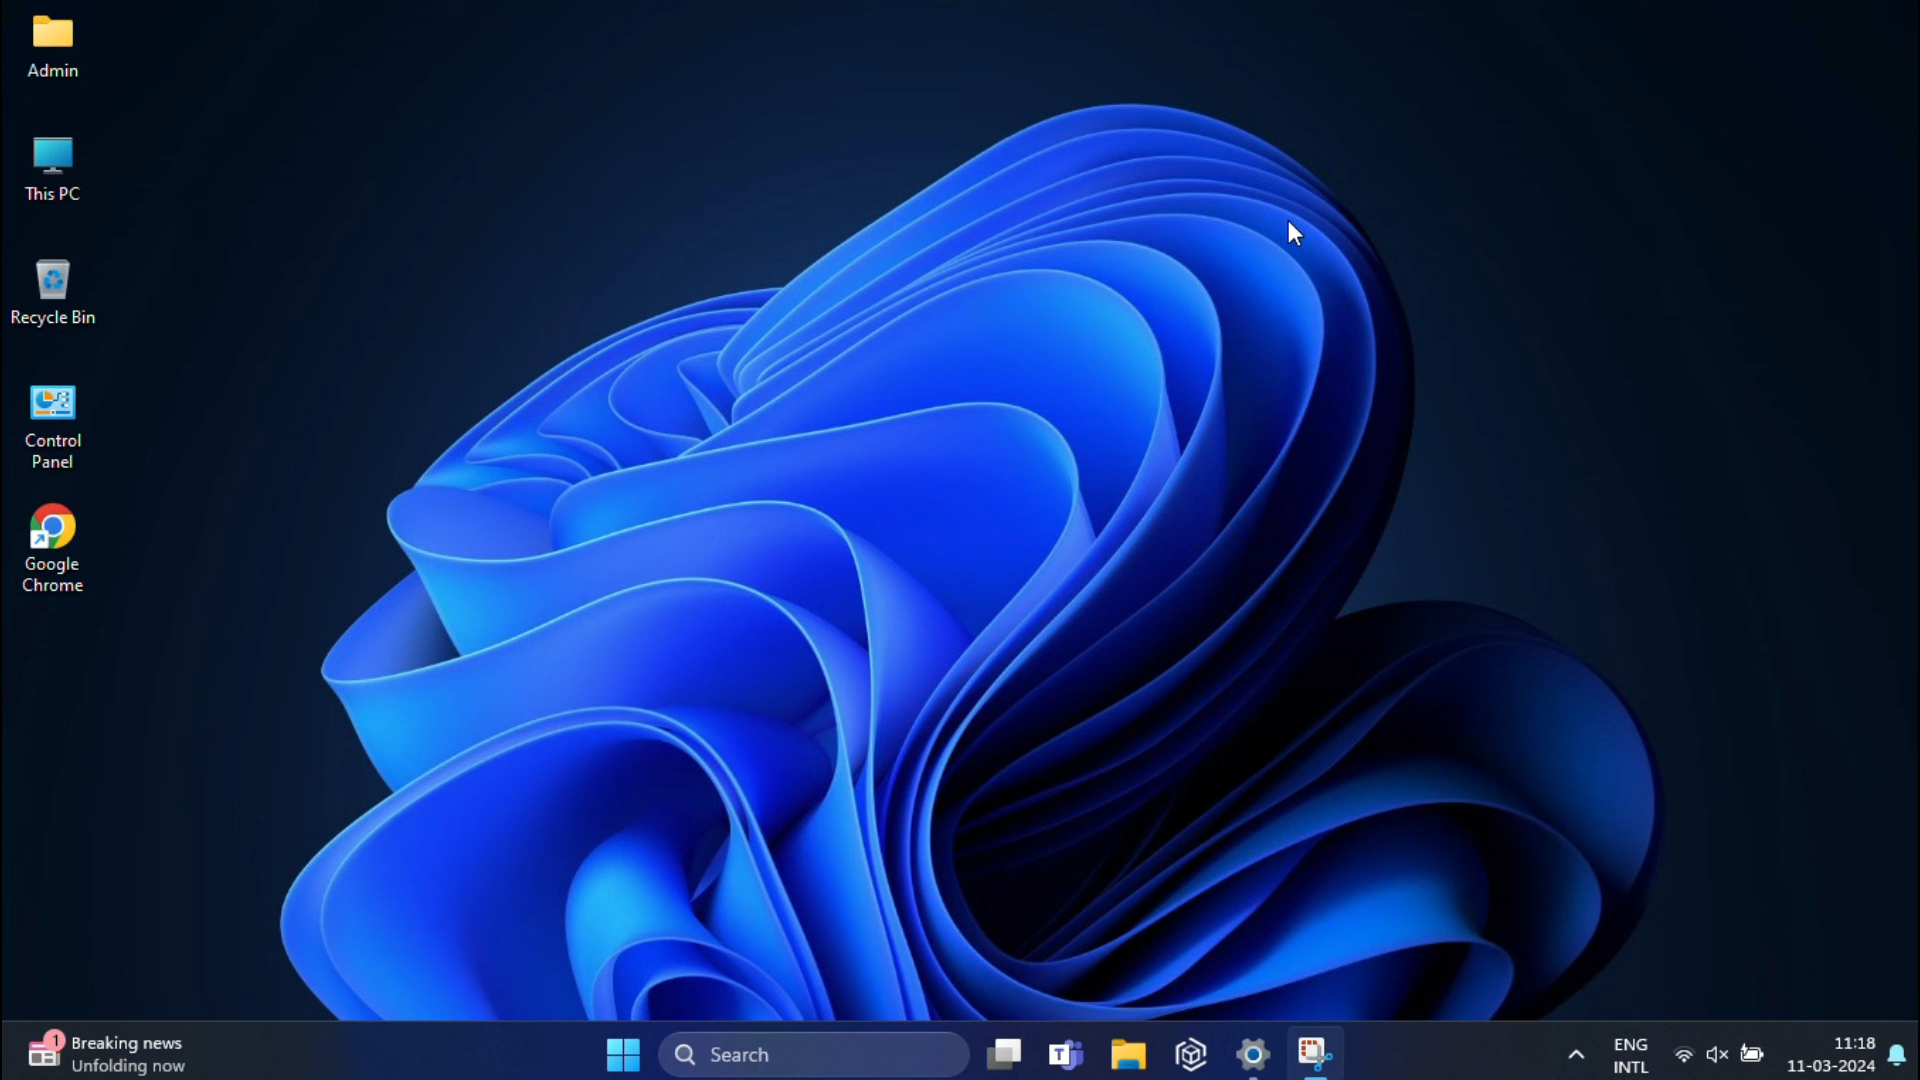 Admin
This PC
Recycle Bin
Control
Panel
Google
Chrome
1
Breaking news
Unfolding now
Search
T
ENG
INTL
11:18
11-03-2024